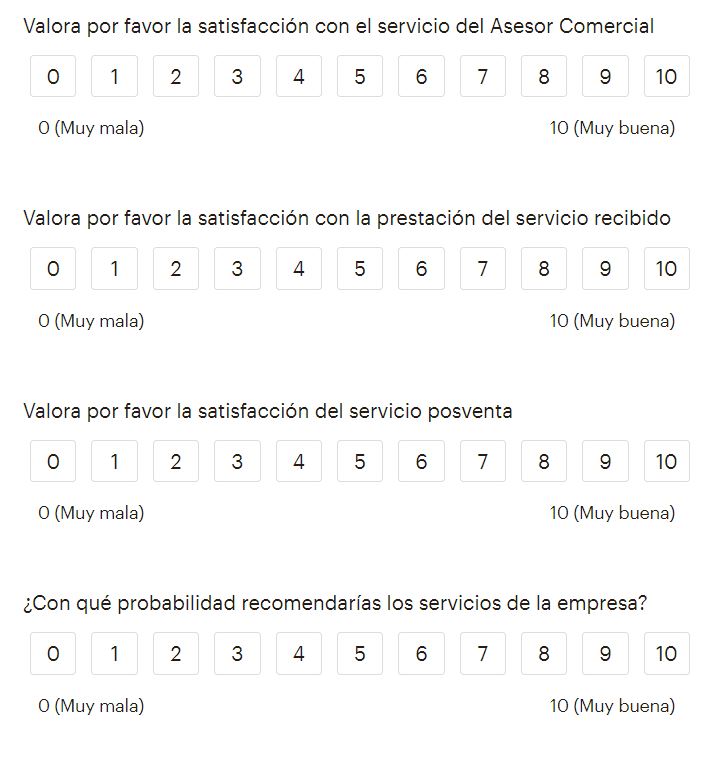 Valora por favor la satisfacción con el servicio del Asesor Comercial
0 1 2 3 4 5 6 7 8 9 10
0 (Muy mala) 10 (Muy buena)
Valora por favor la satisfacción con la prestación del servicio recibido
0 1 2 3 4 5 6 7 8 9 10
0 (Muy mala) 10 (Muy buena)
Valora por favor la satisfacción del servicio posventa
0 1 2 3 4 5 6 7 8 9 10
0 (Muy mala) 10 (Muy buena)
¿Con qué probabilidad recomendarías los servicios de la empresa?
0 1 2 3 4 5 6 7 8 9 10
0 (Muy mala) 10 (Muy buena)